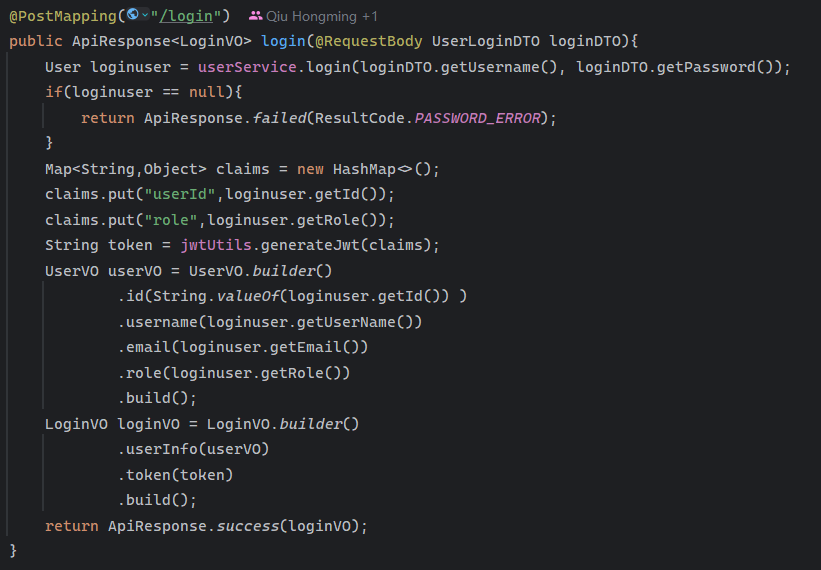 @PostMapping("/login") Qiu Hongming +1
public ApiResponse<LoginVO> login(@RequestBody UserLoginDTO loginDTO){
    User loginuser = userService.login(loginDTO.getUsername(), loginDTO.getPassword());
    if(loginuser == null){
        return ApiResponse.failed(ResultCode.PASSWORD_ERROR);
    }
    Map<String,Object> claims = new HashMap<>();
    claims.put("userId",loginuser.getId());
    claims.put("role",loginuser.getRole());
    String token = jwtUtils.generateJwt(claims);
    UserVO userVO = UserVO.builder()
            .id(String.valueOf(loginuser.getId()) )
            .username(loginuser.getUserName())
            .email(loginuser.getEmail())
            .role(loginuser.getRole())
            .build();
    LoginVO loginVO = LoginVO.builder()
            .userInfo(userVO)
            .token(token)
            .build();
    return ApiResponse.success(loginVO);
}